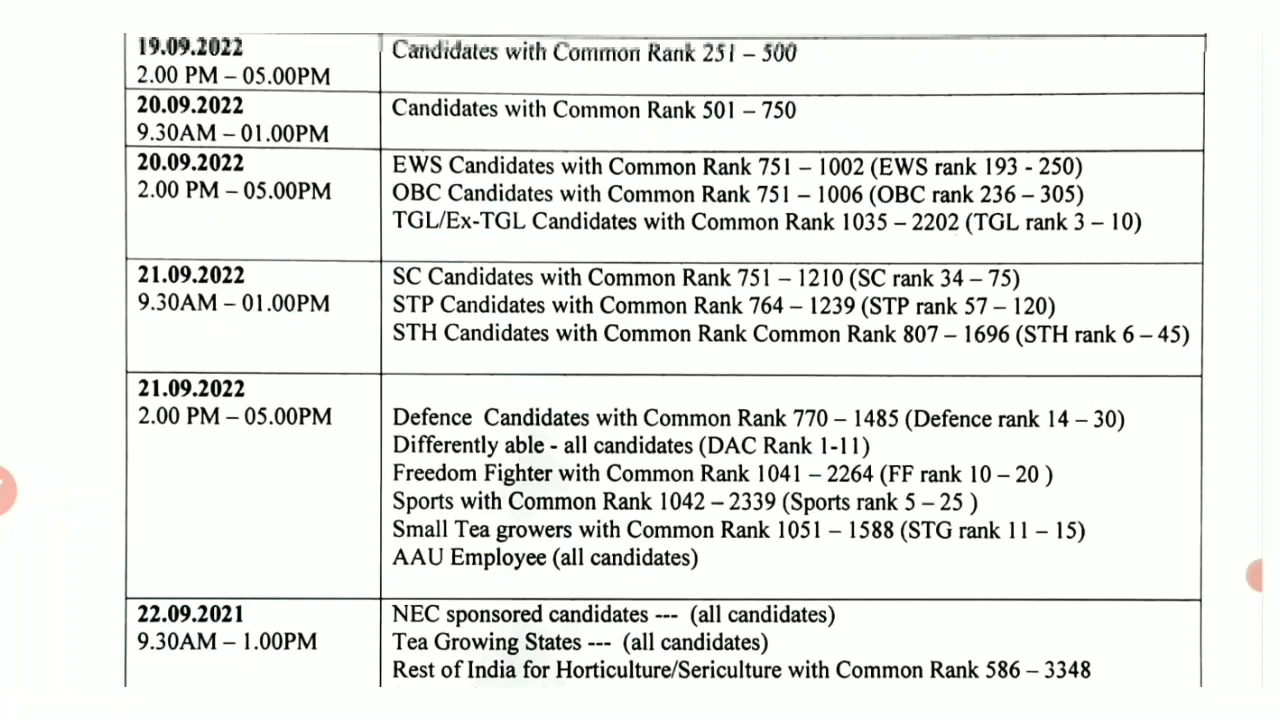 19.09.2022
2.00 PM – 05.00PM
Candidates with Common Rank 251 – 500
20.09.2022
9.30AM – 01.00PM
Candidates with Common Rank 501 – 750
20.09.2022
2.00 PM – 05.00PM
EWS Candidates with Common Rank 751 – 1002 (EWS rank 193 - 250)
OBC Candidates with Common Rank 751 – 1006 (OBC rank 236 – 305)
TGL/Ex-TGL Candidates with Common Rank 1035 – 2202 (TGL rank 3 – 10)
21.09.2022
9.30AM – 01.00PM
SC Candidates with Common Rank 751 – 1210 (SC rank 34 – 75)
STP Candidates with Common Rank 764 – 1239 (STP rank 57 – 120)
STH Candidates with Common Rank Common Rank 807 – 1696 (STH rank 6 – 45)
21.09.2022
2.00 PM – 05.00PM
Defence Candidates with Common Rank 770 – 1485 (Defence rank 14 – 30)
Differently able - all candidates (DAC Rank 1-11)
Freedom Fighter with Common Rank 1041 – 2264 (FF rank 10 – 20 )
Sports with Common Rank 1042 – 2339 (Sports rank 5 – 25 )
Small Tea growers with Common Rank 1051 – 1588 (STG rank 11 – 15)
AAU Employee (all candidates)
22.09.2021
9.30AM – 1.00PM
NEC sponsored candidates --- (all candidates)
Tea Growing States --- (all candidates)
Rest of India for Horticulture/Sericulture with Common Rank 586 – 3348